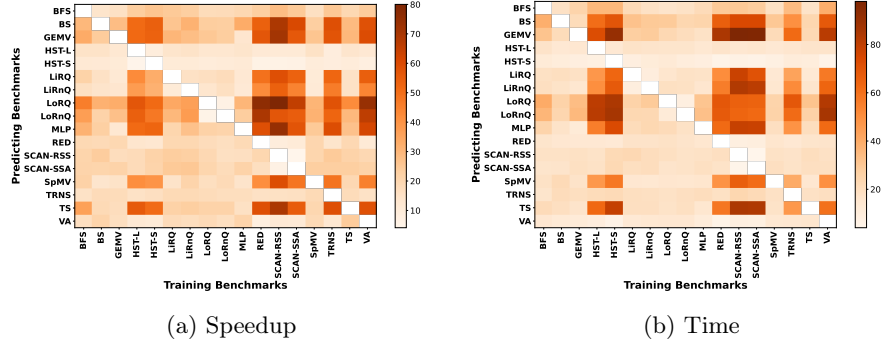 Predicting Benchmarks
BFS
BS
GEMV
HST-L
HST-S
LiRQ
LiRnQ
LoRQ
LoRnQ
MLP
RED
SCAN-RSS
SCAN-SSA
SpMV
TRNS
TS
VA
BFS
BS
GEMV
HST-L
HST-S
LiRQ
LiRnQ
LoRQ
LoRnQ
MLP
RED
SCAN-RSS
SCAN-SSA
SpMV
TRNS
TS
VA
Training Benchmarks
80
70
60
50
40
30
20
10
(a) Speedup
Predicting Benchmarks
BFS
BS
GEMV
HST-L
HST-S
LiRQ
LiRnQ
LoRQ
LoRnQ
MLP
RED
SCAN-RSS
SCAN-SSA
SpMV
TRNS
TS
VA
BFS
BS
GEMV
HST-L
HST-S
LiRQ
LiRnQ
LoRQ
LoRnQ
MLP
RED
SCAN-RSS
SCAN-SSA
SpMV
TRNS
TS
VA
Training Benchmarks
80
60
40
20
(b) Time